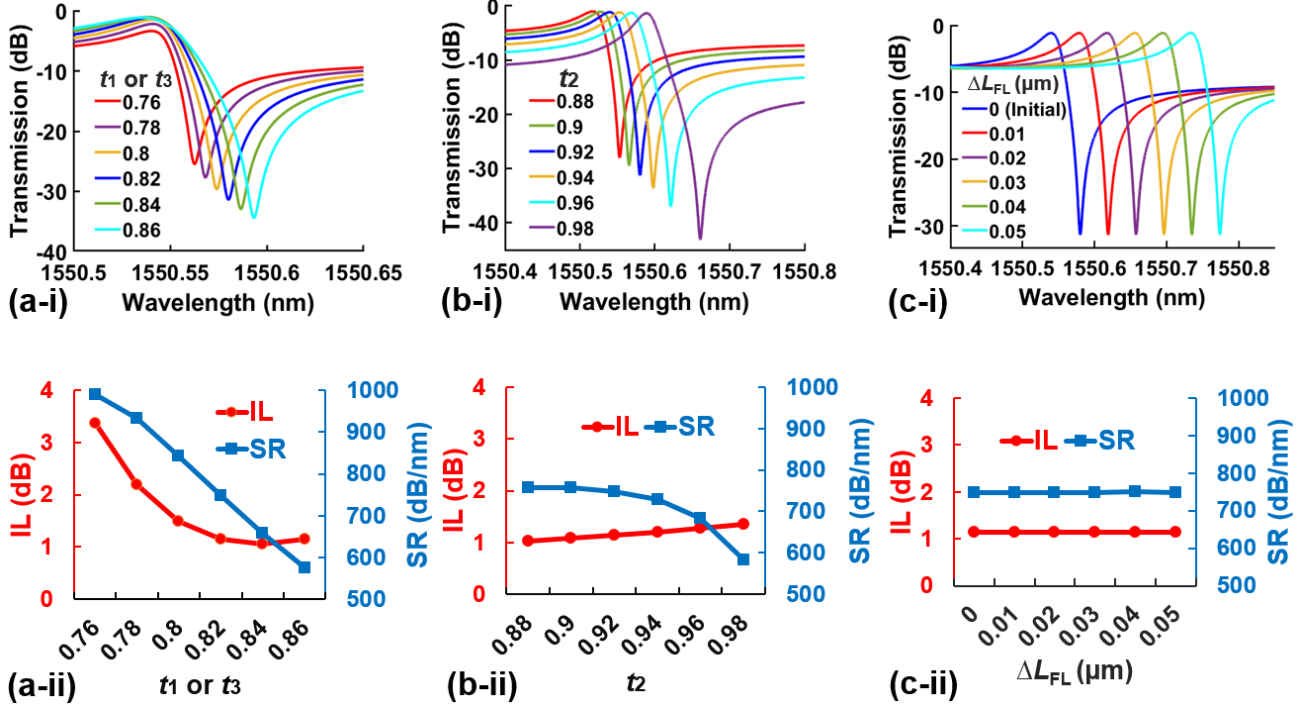 0
-10
-20
-30
-40
Transmission (dB)
t1 or t3
0.76
0.78
0.8
0.82
0.84
0.86
1550.5 1550.55 1550.6 1550.65
Wavelength (nm)
(a-i)
0
-10
-20
-30
-40
Transmission (dB)
t2
0.88
0.9
0.92
0.94
0.96
0.98
1550.4 1550.5 1550.6 1550.7 1550.8
Wavelength (nm)
(b-i)
0
-10
-20
-30
Transmission (dB)
ΔLFL (μm)
0 (Initial)
0.01
0.02
0.03
0.04
0.05
1550.4 1550.5 1550.6 1550.7 1550.8
Wavelength (nm)
(c-i)
4
3
2
1
0
IL (dB)
IL
SR
1000
900
800
700
600
500
SR (dB/nm)
0.76 0.78 0.8 0.82 0.84 0.86
(a-ii) t1 or t3
4
3
2
1
0
IL (dB)
IL SR
1000
900
800
700
600
500
SR (dB/nm)
0.88 0.9 0.92 0.94 0.96 0.98
(b-ii) t2
4
3
2
1
0
IL (dB)
IL SR
1000
900
800
700
600
500
SR (dB/nm)
0 0.01 0.02 0.03 0.04 0.05
(c-ii) ΔLFL (μm)